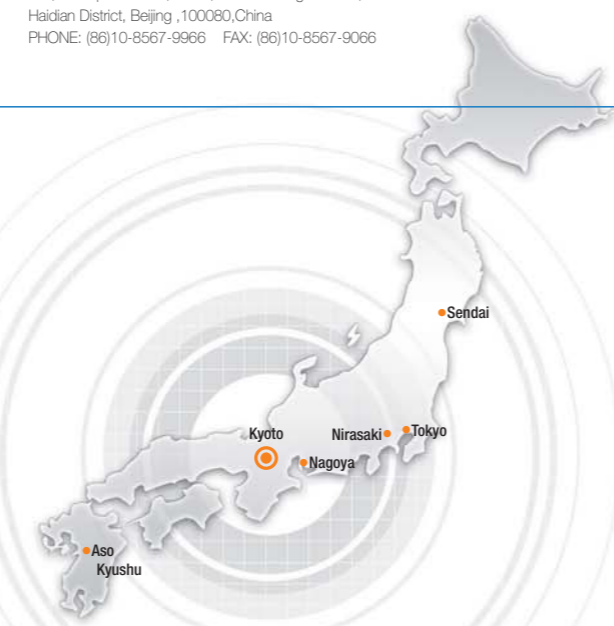 Haidian District, Beijing ,100080,China
PHONE: (86)10-8567-9966 FAX: (86)10-8567-9066
Sendai
Kyoto
Nirasaki
Tokyo
Nagoya
Aso
Kyushu